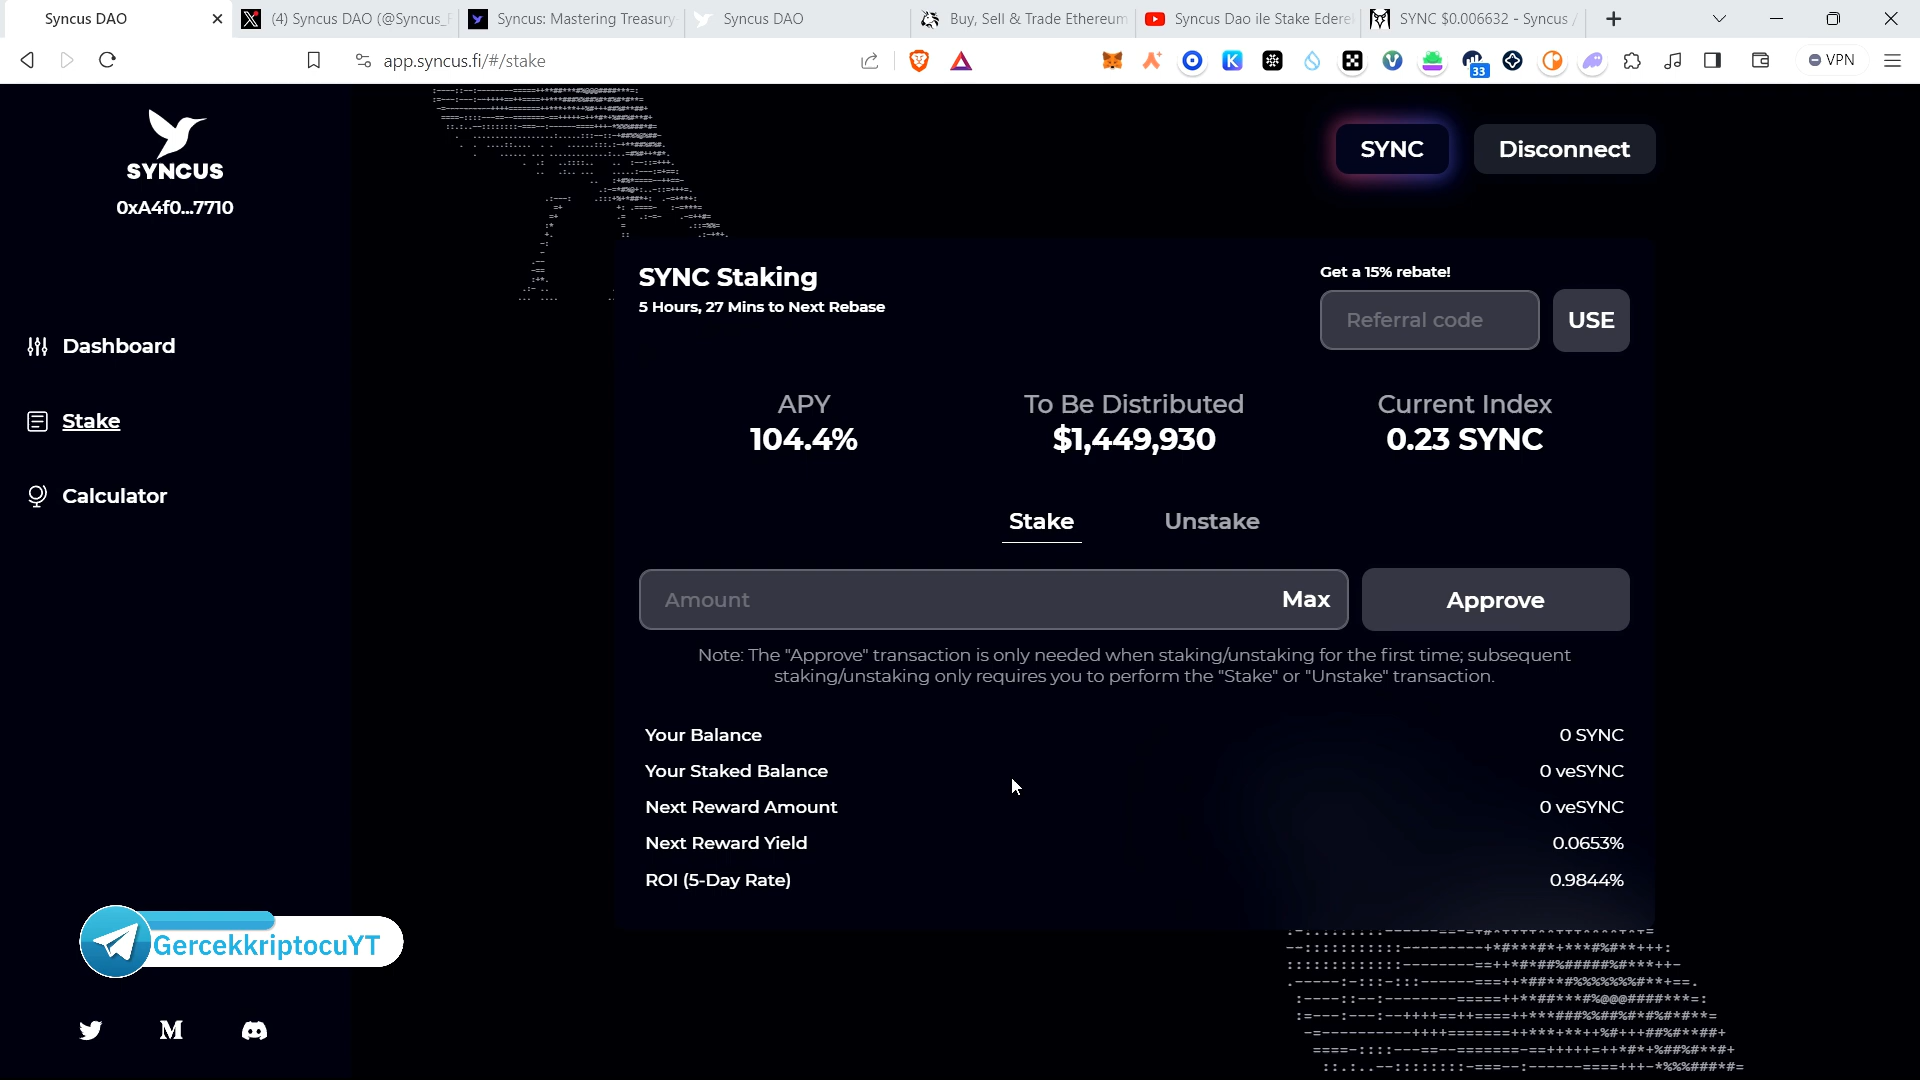 Syncus DAO
(4) Syncus DAO (@Syncus_
Syncus: Mastering Treasury
Syncus DAO
Buy, Sell & Trade Ethereum
Syncus Dao ile Stake Edere
SYNC $0.006632 - Syncus /
app.syncus.fi/#/stake
33
VPN
SYNCUS
0xA4f0...7710
SYNC
Disconnect
SYNC Staking
5 Hours, 27 Mins to Next Rebase
Get a 15% rebate!
Referral code
USE
Dashboard
Stake
Calculator
APY
104.4%
To Be Distributed
$1,449,930
Current Index
0.23 SYNC
Stake
Unstake
Amount
Max
Approve
Note: The "Approve" transaction is only needed when staking/unstaking for the first time; subsequent
staking/unstaking only requires you to perform the "Stake" or "Unstake" transaction.
Your Balance
0 SYNC
Your Staked Balance
0 veSYNC
Next Reward Amount
0 veSYNC
Next Reward Yield
0.0653%
ROI (5-Day Rate)
0.9844%
GercekkriptocuYT